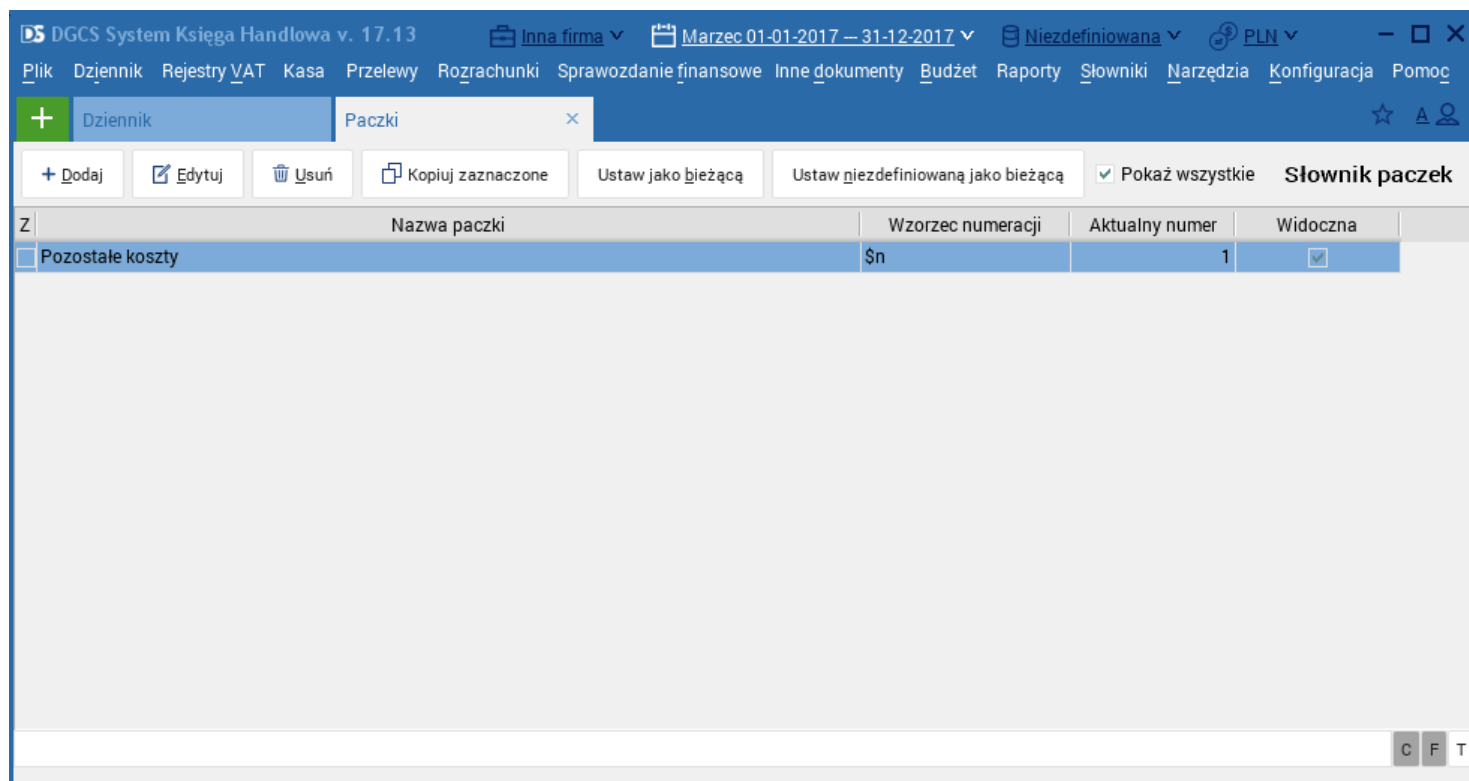 DS DGCS System Księga Handlowa v. 17.13 Inna firma Marzec 01-01-2017 — 31-12-2017 Niezdefiniowana PLN
Plik Dziennik Rejestry VAT Kasa Przelewy Rozrachunki Sprawozdanie finansowe Inne dokumenty Budżet Raporty Słowniki Narzędzia Konfiguracja Pomoc
+ Dziennik Paczki × A
+ Dodaj Edytuj Usuń Kopiuj zaznaczone Ustaw jako bieżącą Ustaw niezdefiniowaną jako bieżącą Pokaż wszystkie Słownik paczek
Z Nazwa paczki Wzorzec numeracji Aktualny numer Widoczna
Pozostałe koszty $n 1
C F T